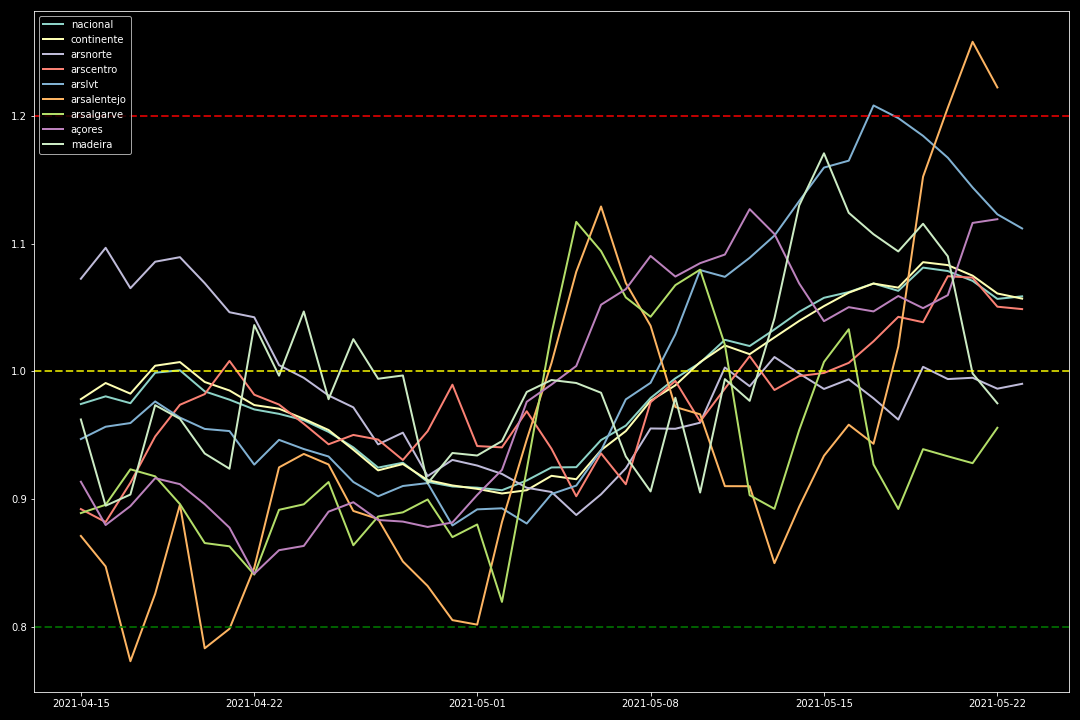 nacional
continente
arsnorte
arscentro
arslvt
arsalentejo
arsalgarve
açores
madeira
1.2
1.1
1.0
0.9
0.8
2021-04-15 2021-04-22 2021-05-01 2021-05-08 2021-05-15 2021-05-22